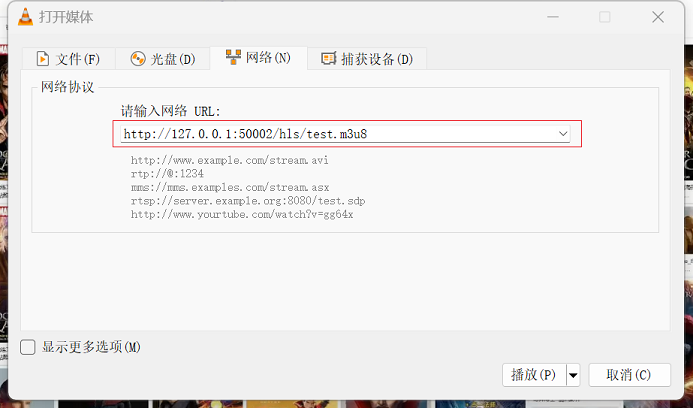 打开媒体
文件(F) 光盘(D) 网络(N) 捕获设备(D)
网络协议
请输入网络 URL:
http://127.0.0.1:50002/hls/test.m3u8
http://www.example.com/stream.avi
rtp://@:1234
mms://mms.examples.com/stream.asx
rtsp://server.example.org:8080/test.sdp
http://www.yourtube.com/watch?v=gg64x
显示更多选项(M)
播放(P) 取消(C)